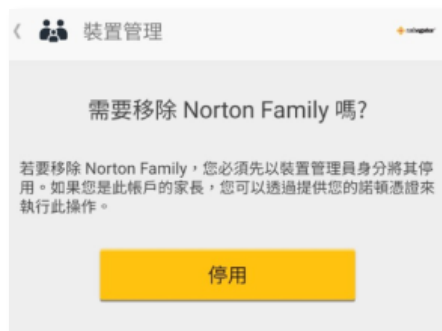 裝置管理
需要移除 Norton Family 嗎?
若要移除 Norton Family，您必須先以裝置管理員身分將其停
用。如果您是此帳戶的家長，您可以透過提供您的諾頓憑證來
執行此操作。
停用